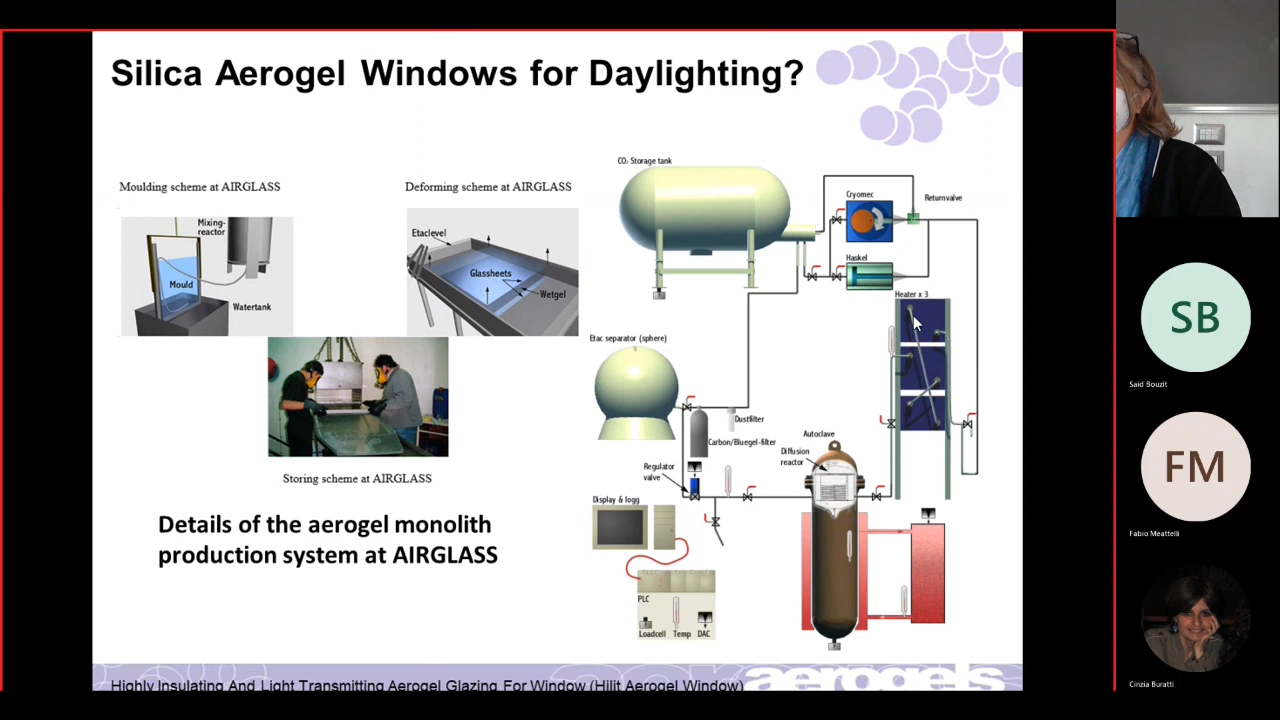 Silica Aerogel Windows for Daylighting?
Moulding scheme at AIRGLASS
Deforming scheme at AIRGLASS
Mixing-
reactor
Mould
Watertank
Etaclevel
Glassheets
Wetgel
Storing scheme at AIRGLASS
Details of the aerogel monolith
production system at AIRGLASS
CO₂ Storage tank
Cryomec
Returnvalve
Haskel
Heater x 3
Etac separator (sphere)
Dustfilter
Carbon/Bluegel-filter
Autoclave
Diffusion
reactor
Regulator
valve
Display & logg
PLC
Loadcell
Temp
DAC
Highly Insulating And Light Transmitting Aerogel Glazing For Window (Hilit Aerogel Window)
aerogels
SB
Said Bouzit
FM
Fabio Meattelli
Cinzia Buratti